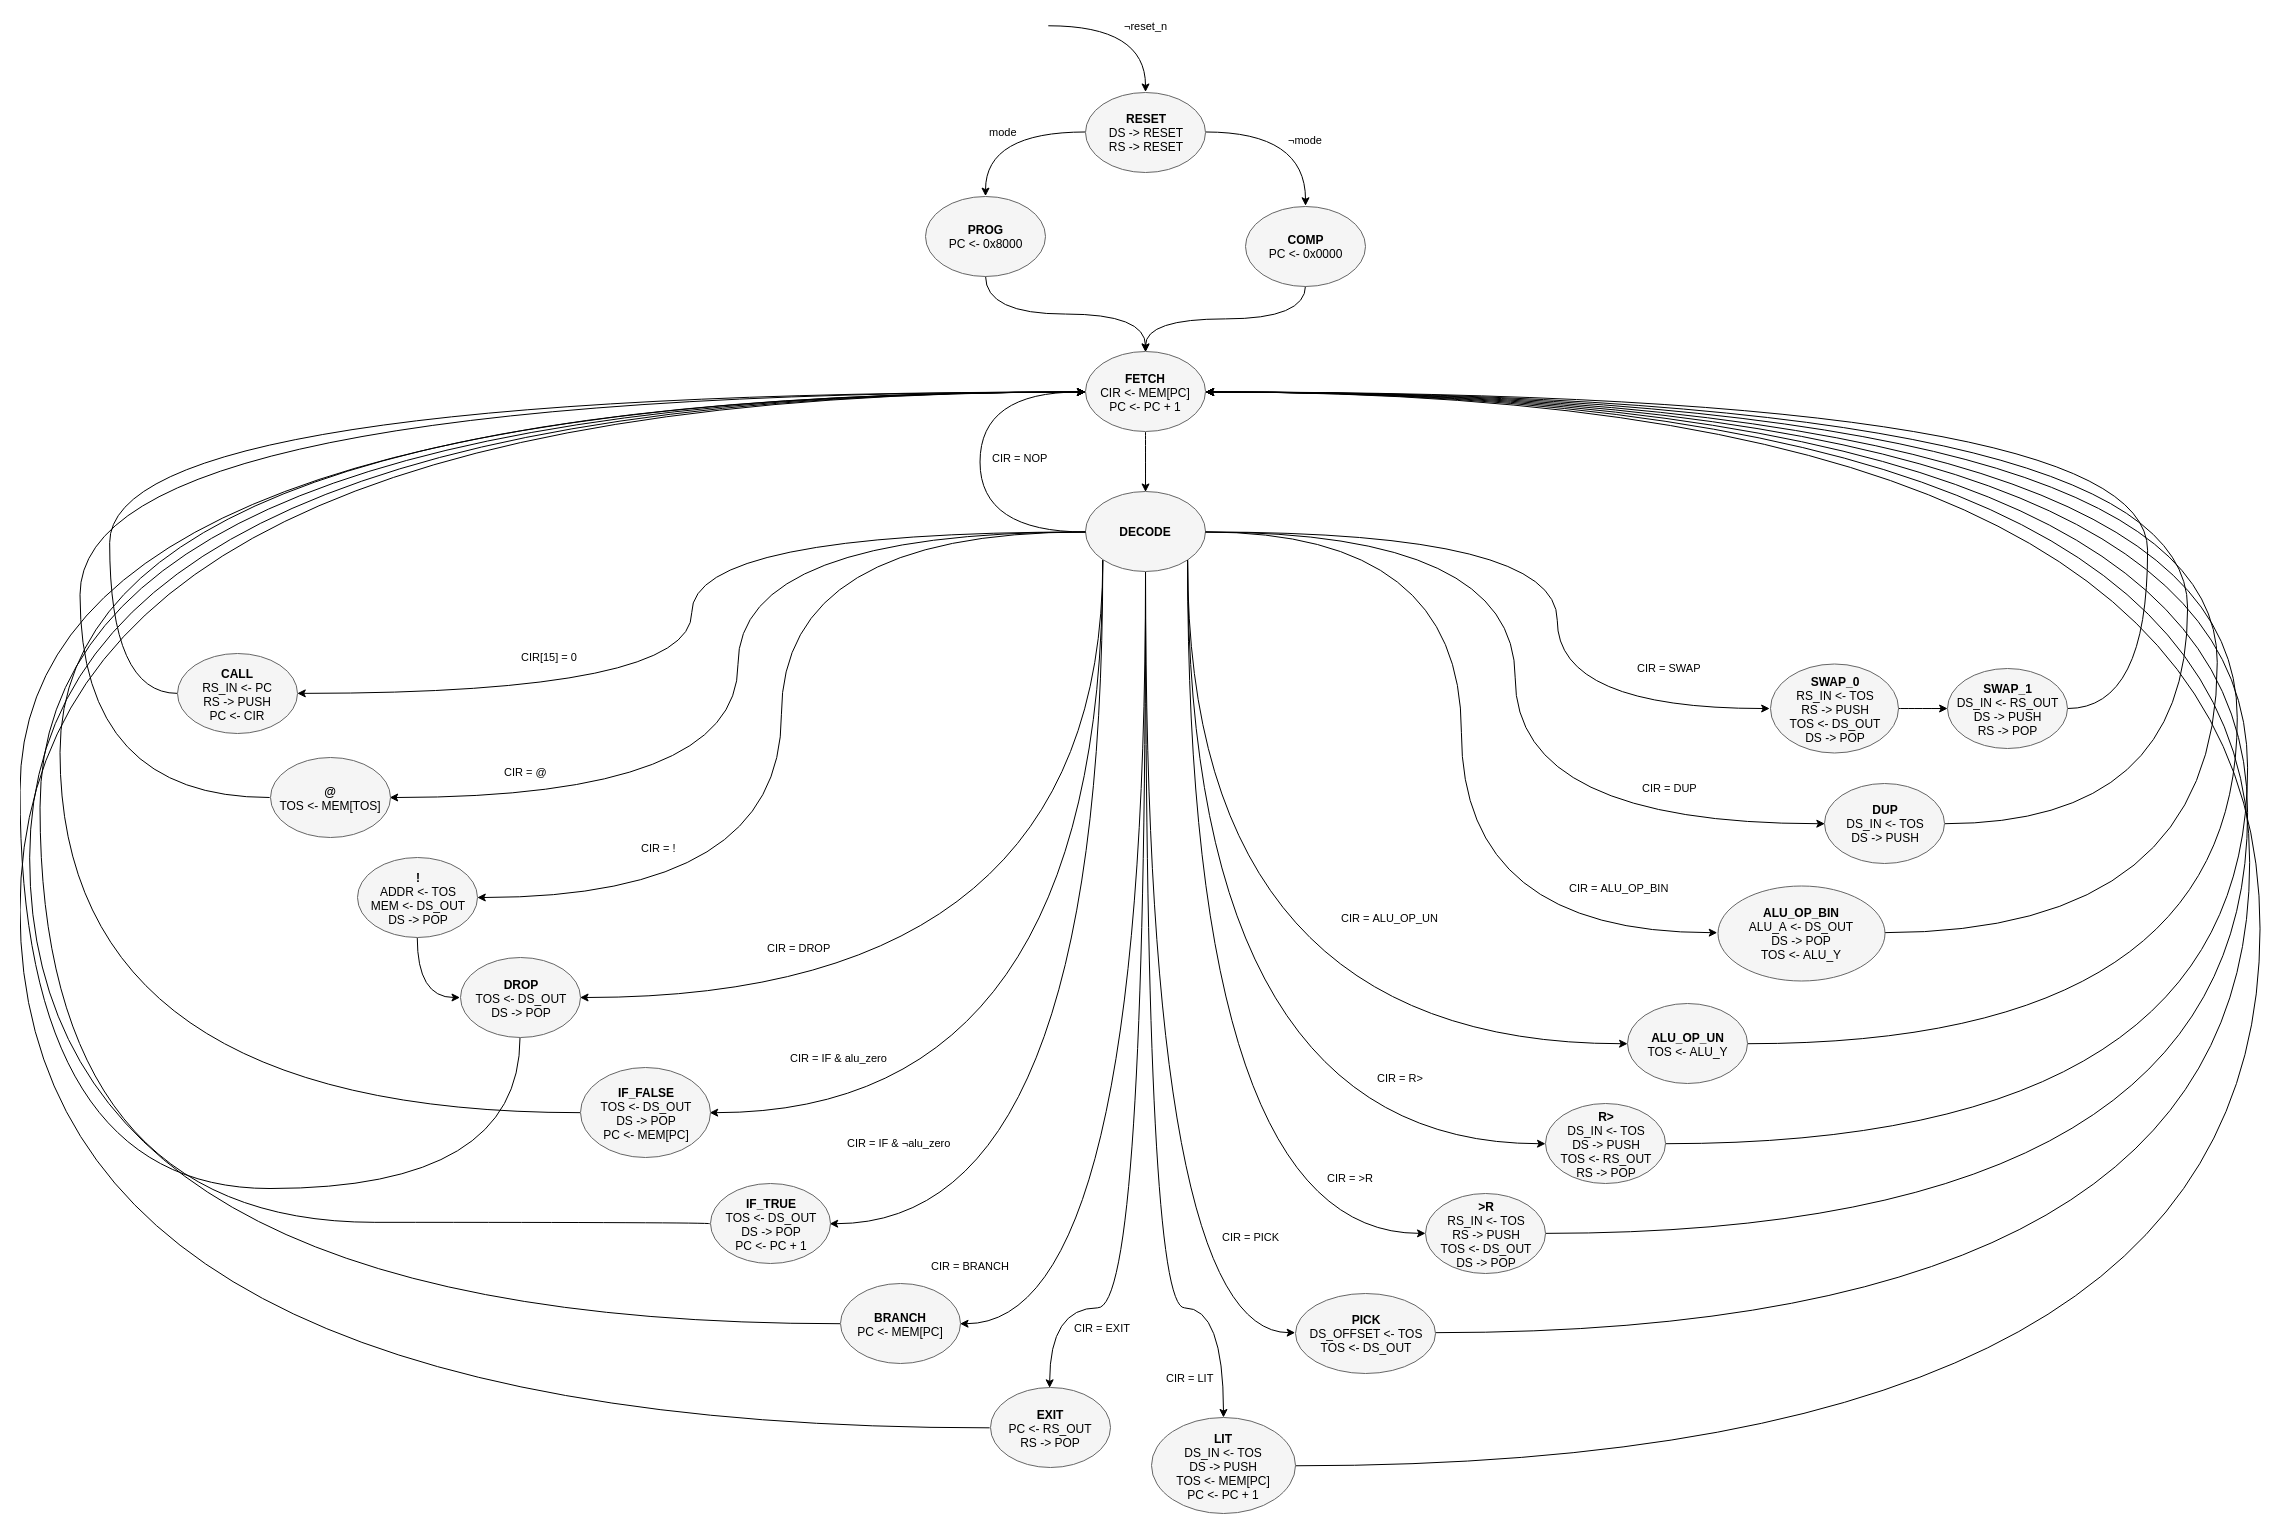 ¬reset_n
RESET
DS -> RESET
RS -> RESET
mode
¬mode
PROG
PC <- 0x8000
COMP
PC <- 0x0000
FETCH
CIR <- MEM[PC]
PC <- PC + 1
CIR = NOP
DECODE
CIR[15] = 0
CALL
RS_IN <- PC
RS -> PUSH
PC <- CIR
CIR = SWAP
SWAP_0
RS_IN <- TOS
RS -> PUSH
TOS <- DS_OUT
DS -> POP
SWAP_1
DS_IN <- RS_OUT
DS -> PUSH
RS -> POP
CIR = @
@
TOS <- MEM[TOS]
CIR = DUP
DUP
DS_IN <- TOS
DS -> PUSH
CIR = !
!
ADDR <- TOS
MEM <- DS_OUT
DS -> POP
CIR = ALU_OP_BIN
ALU_OP_BIN
ALU_A <- DS_OUT
DS -> POP
TOS <- ALU_Y
CIR = DROP
DROP
TOS <- DS_OUT
DS -> POP
CIR = ALU_OP_UN
ALU_OP_UN
TOS <- ALU_Y
CIR = IF & alu_zero
IF_FALSE
TOS <- DS_OUT
DS -> POP
PC <- MEM[PC]
CIR = R>
R>
DS_IN <- TOS
DS -> PUSH
TOS <- RS_OUT
RS -> POP
CIR = IF & ¬alu_zero
IF_TRUE
TOS <- DS_OUT
DS -> POP
PC <- PC + 1
CIR = >R
>R
RS_IN <- TOS
RS -> PUSH
TOS <- DS_OUT
DS -> POP
CIR = BRANCH
BRANCH
PC <- MEM[PC]
CIR = PICK
PICK
DS_OFFSET <- TOS
TOS <- DS_OUT
CIR = EXIT
EXIT
PC <- RS_OUT
RS -> POP
CIR = LIT
LIT
DS_IN <- TOS
DS -> PUSH
TOS <- MEM[PC]
PC <- PC + 1